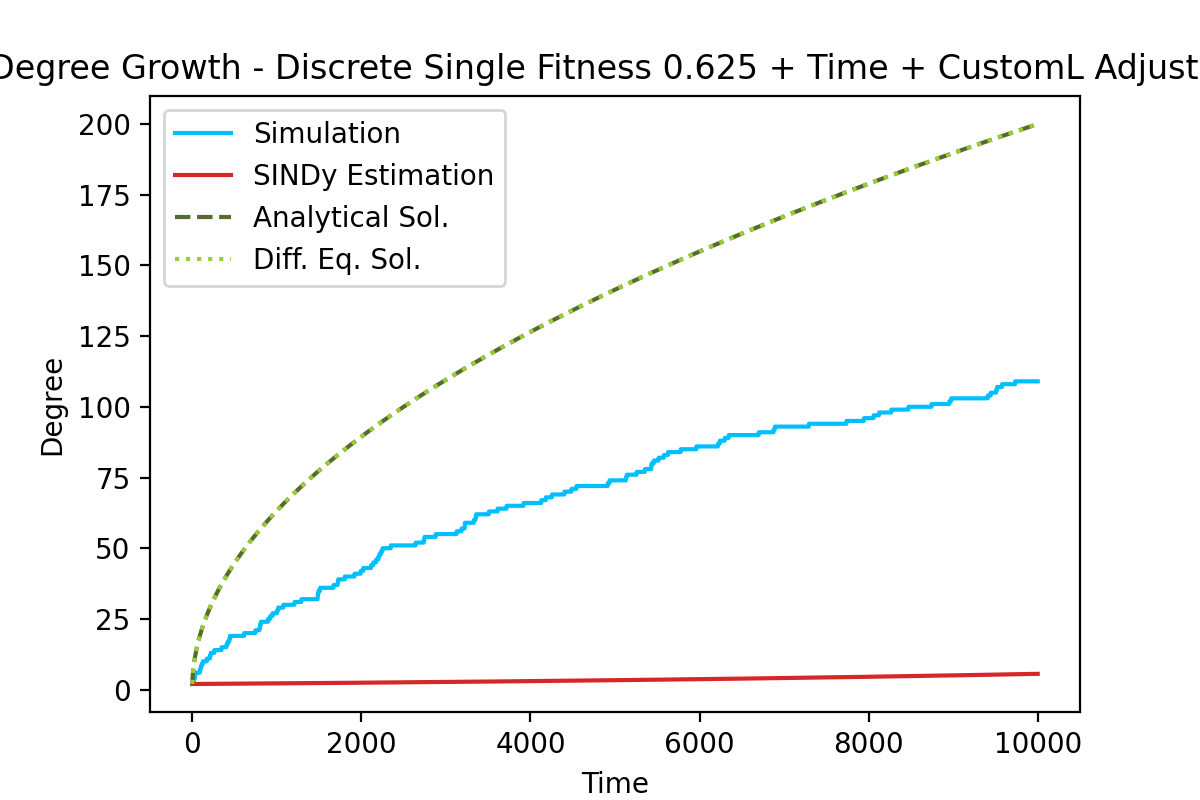 Degree Growth - Discrete Single Fitness 0.625 + Time + CustomL Adjust
Simulation
SINDy Estimation
Analytical Sol.
Diff. Eq. Sol.
200
175
150
125
100
75
50
25
0
Degree
0 2000 4000 6000 8000 10000
Time